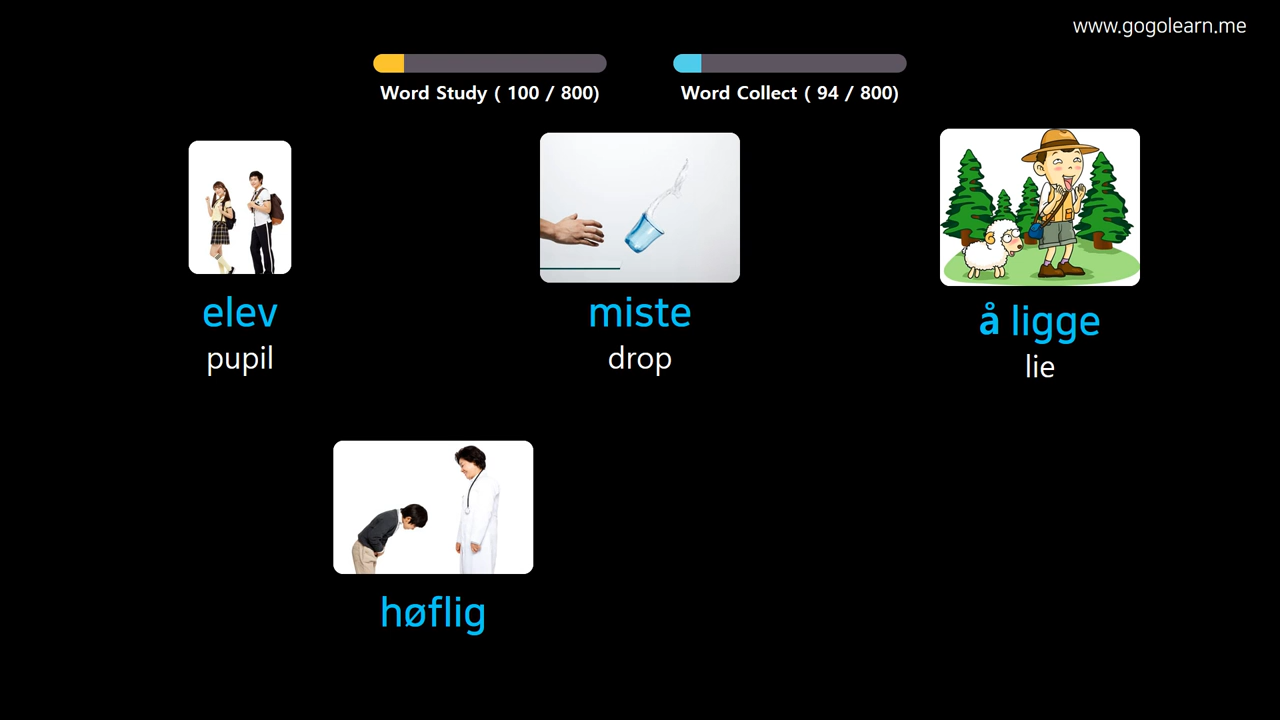 www.gogolearn.me
Word Study ( 100 / 800)
Word Collect ( 94 / 800)
elev
pupil
miste
drop
å ligge
lie
høflig